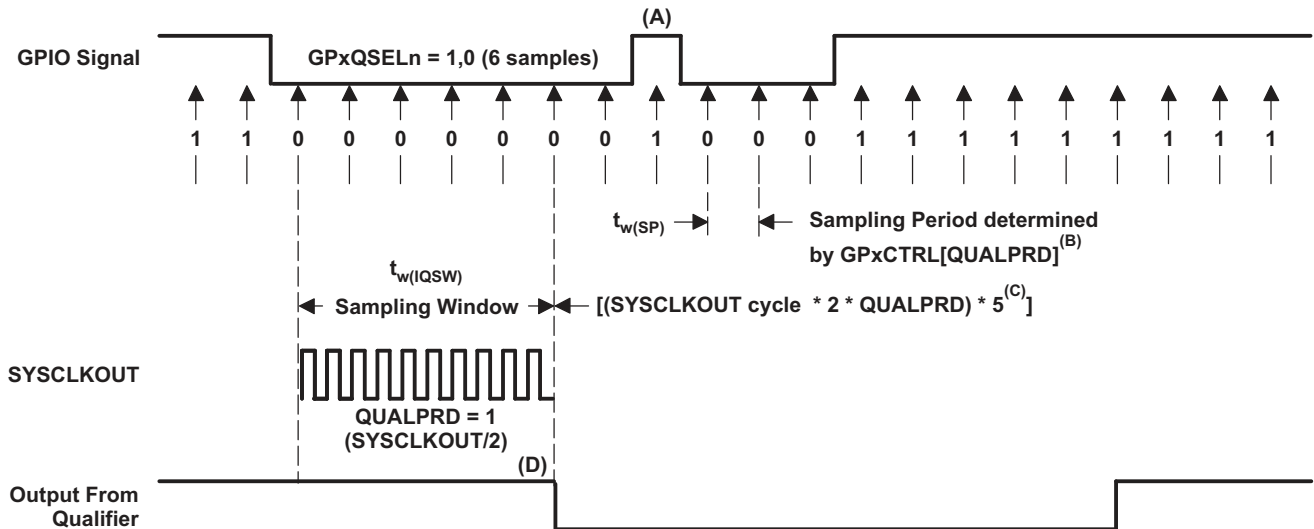 (A)
GPIO Signal
GPxQSELn = 1,0 (6 samples)
1 1 0 0 0 0 0 0 0 1 0 0 0 1 1 1 1 1 1 1 1 1
tw(SP)
Sampling Period determined
by GPxCTRL[QUALPRD](B)
tw(IQSW)
Sampling Window
[(SYSCLKOUT cycle * 2 * QUALPRD) * 5(C)]
SYSCLKOUT
QUALPRD = 1
(SYSCLKOUT/2)
(D)
Output From
Qualifier